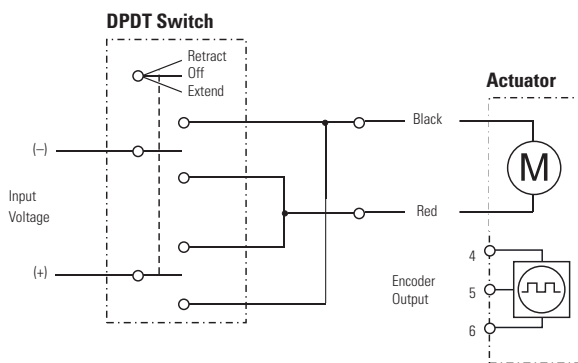 DPDT Switch
Retract
Off
Extend
Actuator
(–)
Black
M
Input
Voltage
Red
(+)
Encoder
Output
4
5
6